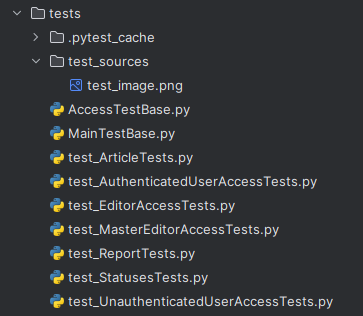 tests
.pytest_cache
test_sources
test_image.png
AccessTestBase.py
MainTestBase.py
test_ArticleTests.py
test_AuthenticatedUserAccessTests.py
test_EditorAccessTests.py
test_MasterEditorAccessTests.py
test_ReportTests.py
test_StatusesTests.py
test_UnauthenticatedUserAccessTests.py